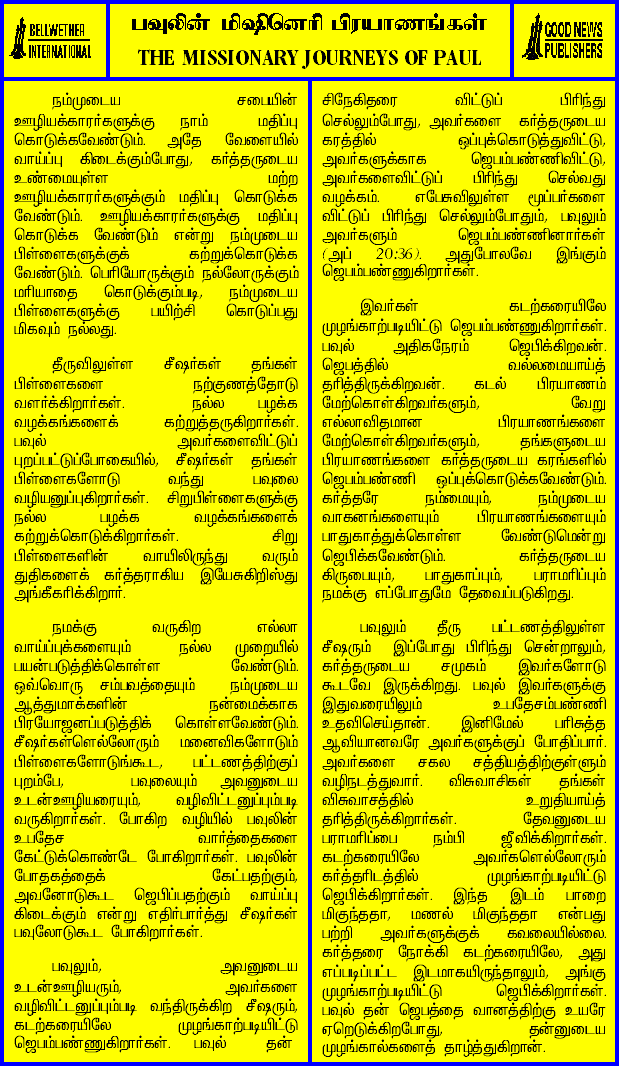 BELLWETHER
INTERNATIONAL
பவுலின் மிஷினெரி பிரயாணங்கள்
THE MISSIONARY JOURNEYS OF PAUL
GOOD NEWS
PUBLISHERS
நம்முடைய சபையின்
ஊழியக்காரர்களுக்கு நாம் மதிப்பு
கொடுக்கவேண்டும். அதே வேளையில்
வாய்ப்பு கிடைக்கும்போது, கர்த்தருடைய
உண்மையுள்ள மற்ற
ஊழியக்காரர்களுக்கும் மதிப்பு கொடுக்க
வேண்டும். ஊழியக்காரர்களுக்கு மதிப்பு
கொடுக்க வேண்டும் என்று நம்முடைய
பிள்ளைகளுக்குக் கற்றுக்கொடுக்க
வேண்டும். பெரியோருக்கும் நல்லோருக்கும்
மரியாதை கொடுக்கும்படி, நம்முடைய
பிள்ளைகளுக்கு பயிற்சி கொடுப்பது
மிகவும் நல்லது.
தீருவிலுள்ள சீஷர்கள் தங்கள்
பிள்ளைகளை நற்குணத்தோடு
வளர்க்கிறார்கள். நல்ல பழக்க
வழக்கங்களைக் கற்றுத்தருகிறார்கள்.
பவுல் அவர்களைவிட்டுப்
புறப்பட்டுப்போகையில், சீஷர்கள் தங்கள்
பிள்ளைகளோடு வந்து பவுலை
வழியனுப்புகிறார்கள். சிறுபிள்ளைகளுக்கு
நல்ல பழக்க வழக்கங்களைக்
கற்றுக்கொடுக்கிறார்கள். சிறு
பிள்ளைகளின் வாயிலிருந்து வரும்
துதிகளைக் கர்த்தராகிய இயேசுகிறிஸ்து
அங்கீகரிக்கிறார்.
நமக்கு வருகிற எல்லா
வாய்ப்புக்களையும் நல்ல முறையில்
பயன்படுத்திக்கொள்ள வேண்டும்.
ஒவ்வொரு சம்பவத்தையும் நம்முடைய
ஆத்துமாக்களின் நன்மைக்காக
பிரயோஜனப்படுத்திக் கொள்ளவேண்டும்.
சீஷர்களெல்லோரும் மனைவிகளோடும்
பிள்ளைகளோடுங்கூட, பட்டணத்திற்குப்
புறம்பே, பவுலையும் அவனுடைய
உடன்ஊழியரையும், வழிவிட்டனுப்பும்படி
வருகிறார்கள். போகிற வழியில் பவுலின்
உபதேச வார்த்தைகளை
கேட்டுக்கொண்டே போகிறார்கள். பவுலின்
போதகத்தைக் கேட்பதற்கும்,
அவனோடுகூட ஜெபிப்பதற்கும் வாய்ப்பு
கிடைக்கும் என்று எதிர்பார்த்து சீஷர்கள்
பவுலோடுகூட போகிறார்கள்.
பவுலும், அவனுடைய
உடன்ஊழியரும், அவர்களை
வழிவிட்டனுப்பும்படி வந்திருக்கிற சீஷரும்,
கடற்கரையிலே முழங்காற்படியிட்டு
ஜெபம்பண்ணுகிறார்கள். பவுல் தன்
சிநேகிதரை விட்டுப் பிரிந்து
செல்லும்போது, அவர்களை கர்த்தருடைய
கரத்தில் ஒப்புக்கொடுத்துவிட்டு,
அவர்களுக்காக ஜெபம்பண்ணிவிட்டு,
அவர்களைவிட்டுப் பிரிந்து செல்வது
வழக்கம். எபேசுவிலுள்ள மூப்பர்களை
விட்டுப் பிரிந்து செல்லும்போதும், பவுலும்
அவர்களும் ஜெபம்பண்ணினார்கள்
(அப் 20:36). அதுபோலவே இங்கும்
ஜெபம்பண்ணுகிறார்கள்.
இவர்கள் கடற்கரையிலே
முழங்காற்படியிட்டு ஜெபம்பண்ணுகிறார்கள்.
பவுல் அதிகநேரம் ஜெபிக்கிறவன்.
ஜெபத்தில் வல்லமையாய்த்
தரித்திருக்கிறவன். கடல் பிரயாணம்
மேற்கொள்கிறவர்களும், வேறு
எல்லாவிதமான பிரயாணங்களை
மேற்கொள்கிறவர்களும், தங்களுடைய
பிரயாணங்களை கர்த்தருடைய கரங்களில்
ஜெபம்பண்ணி ஒப்புக்கொடுக்கவேண்டும்.
கர்த்தரே நம்மையும், நம்முடைய
வாகனங்களையும் பிரயாணங்களையும்
பாதுகாத்துக்கொள்ள வேண்டுமென்று
ஜெபிக்கவேண்டும். கர்த்தருடைய
கிருபையும், பாதுகாப்பும், பராமரிப்பும்
நமக்கு எப்போதுமே தேவைப்படுகிறது.
பவுலும் தீரு பட்டணத்திலுள்ள
சீஷரும் இப்போது பிரிந்து சென்றாலும்,
கர்த்தருடைய சமுகம் இவர்களோடு
கூடவே இருக்கிறது. பவுல் இவர்களுக்கு
இதுவரையிலும் உபதேசம்பண்ணி
உதவிசெய்தான். இனிமேல் பரிசுத்த
ஆவியானவரே அவர்களுக்குப் போதிப்பார்.
அவர்களை சகல சத்தியத்திற்குள்ளும்
வழிநடத்துவார். விசுவாசிகள் தங்கள்
விசுவாசத்தில் உறுதியாய்த்
தரித்திருக்கிறார்கள். தேவனுடைய
பராமரிப்பை நம்பி ஜீவிக்கிறார்கள்.
கடற்கரையிலே அவர்களெல்லோரும்
கர்த்தரிடத்தில் முழங்காற்படியிட்டு
ஜெபிக்கிறார்கள். இந்த இடம் பாறை
மிகுந்ததா, மணல் மிகுந்ததா என்பது
பற்றி அவர்களுக்குக் கவலையில்லை.
கர்த்தரை நோக்கி கடற்கரையிலே, அது
எப்படிப்பட்ட இடமாகயிருந்தாலும், அங்கு
முழங்காற்படியிட்டு ஜெபிக்கிறார்கள்.
பவுல் தன் ஜெபத்தை வானத்திற்கு உயரே
ஏறெடுக்கிறபோது, தன்னுடைய
முழங்கால்களைத் தாழ்த்துகிறான்.